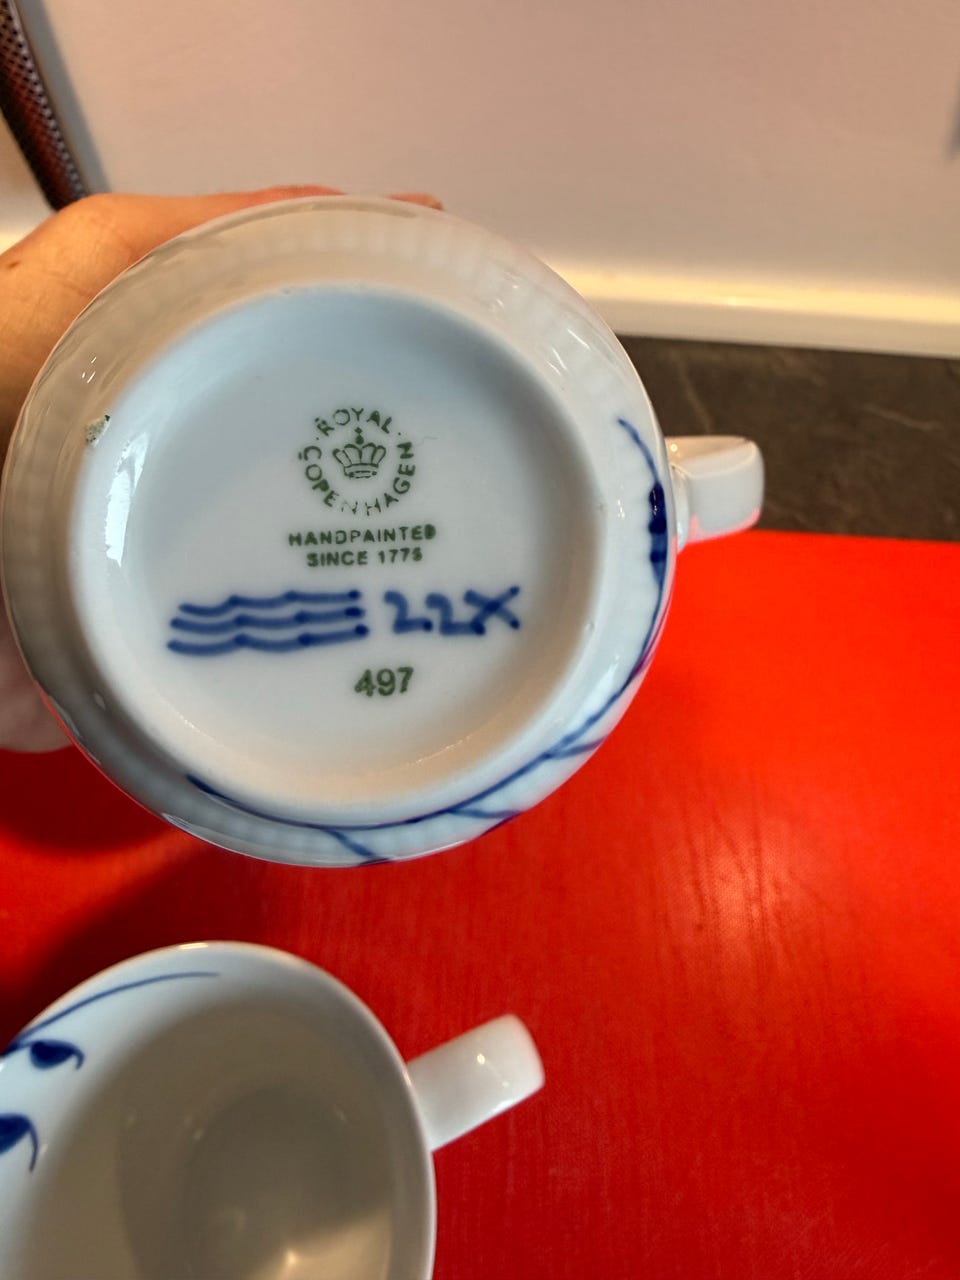 ROYAL
COPENHAGEN
HANDPAINTED
SINCE 1775
22X
497